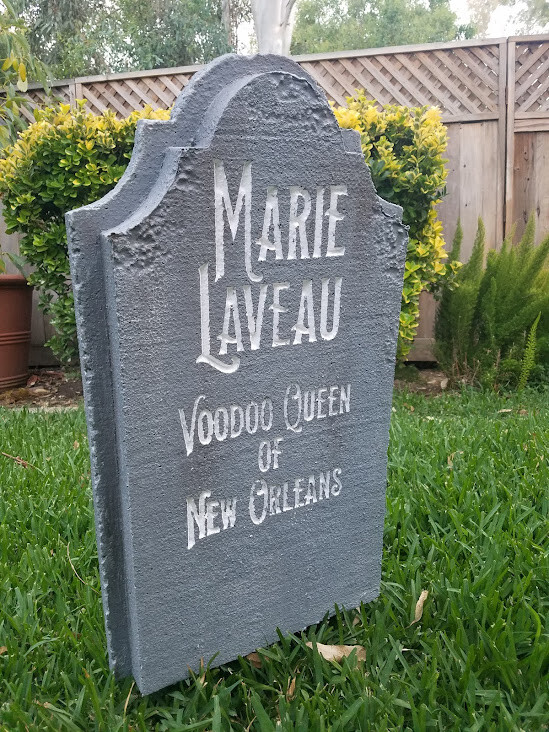 Marie
Laveau
Voodoo Queen
of
New Orleans